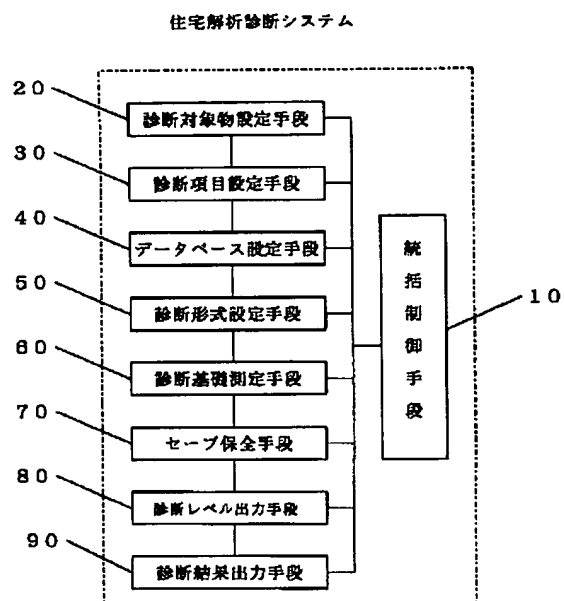 住宅解析診断システム
20
診断対象物設定手段
30
診断項目設定手段
40
データベース設定手段
50
診断形式設定手段
60
診断基礎測定手段
70
セーブ保全手段
80
診断レベル出力手段
90
診断結果出力手段
統括制御手段
10